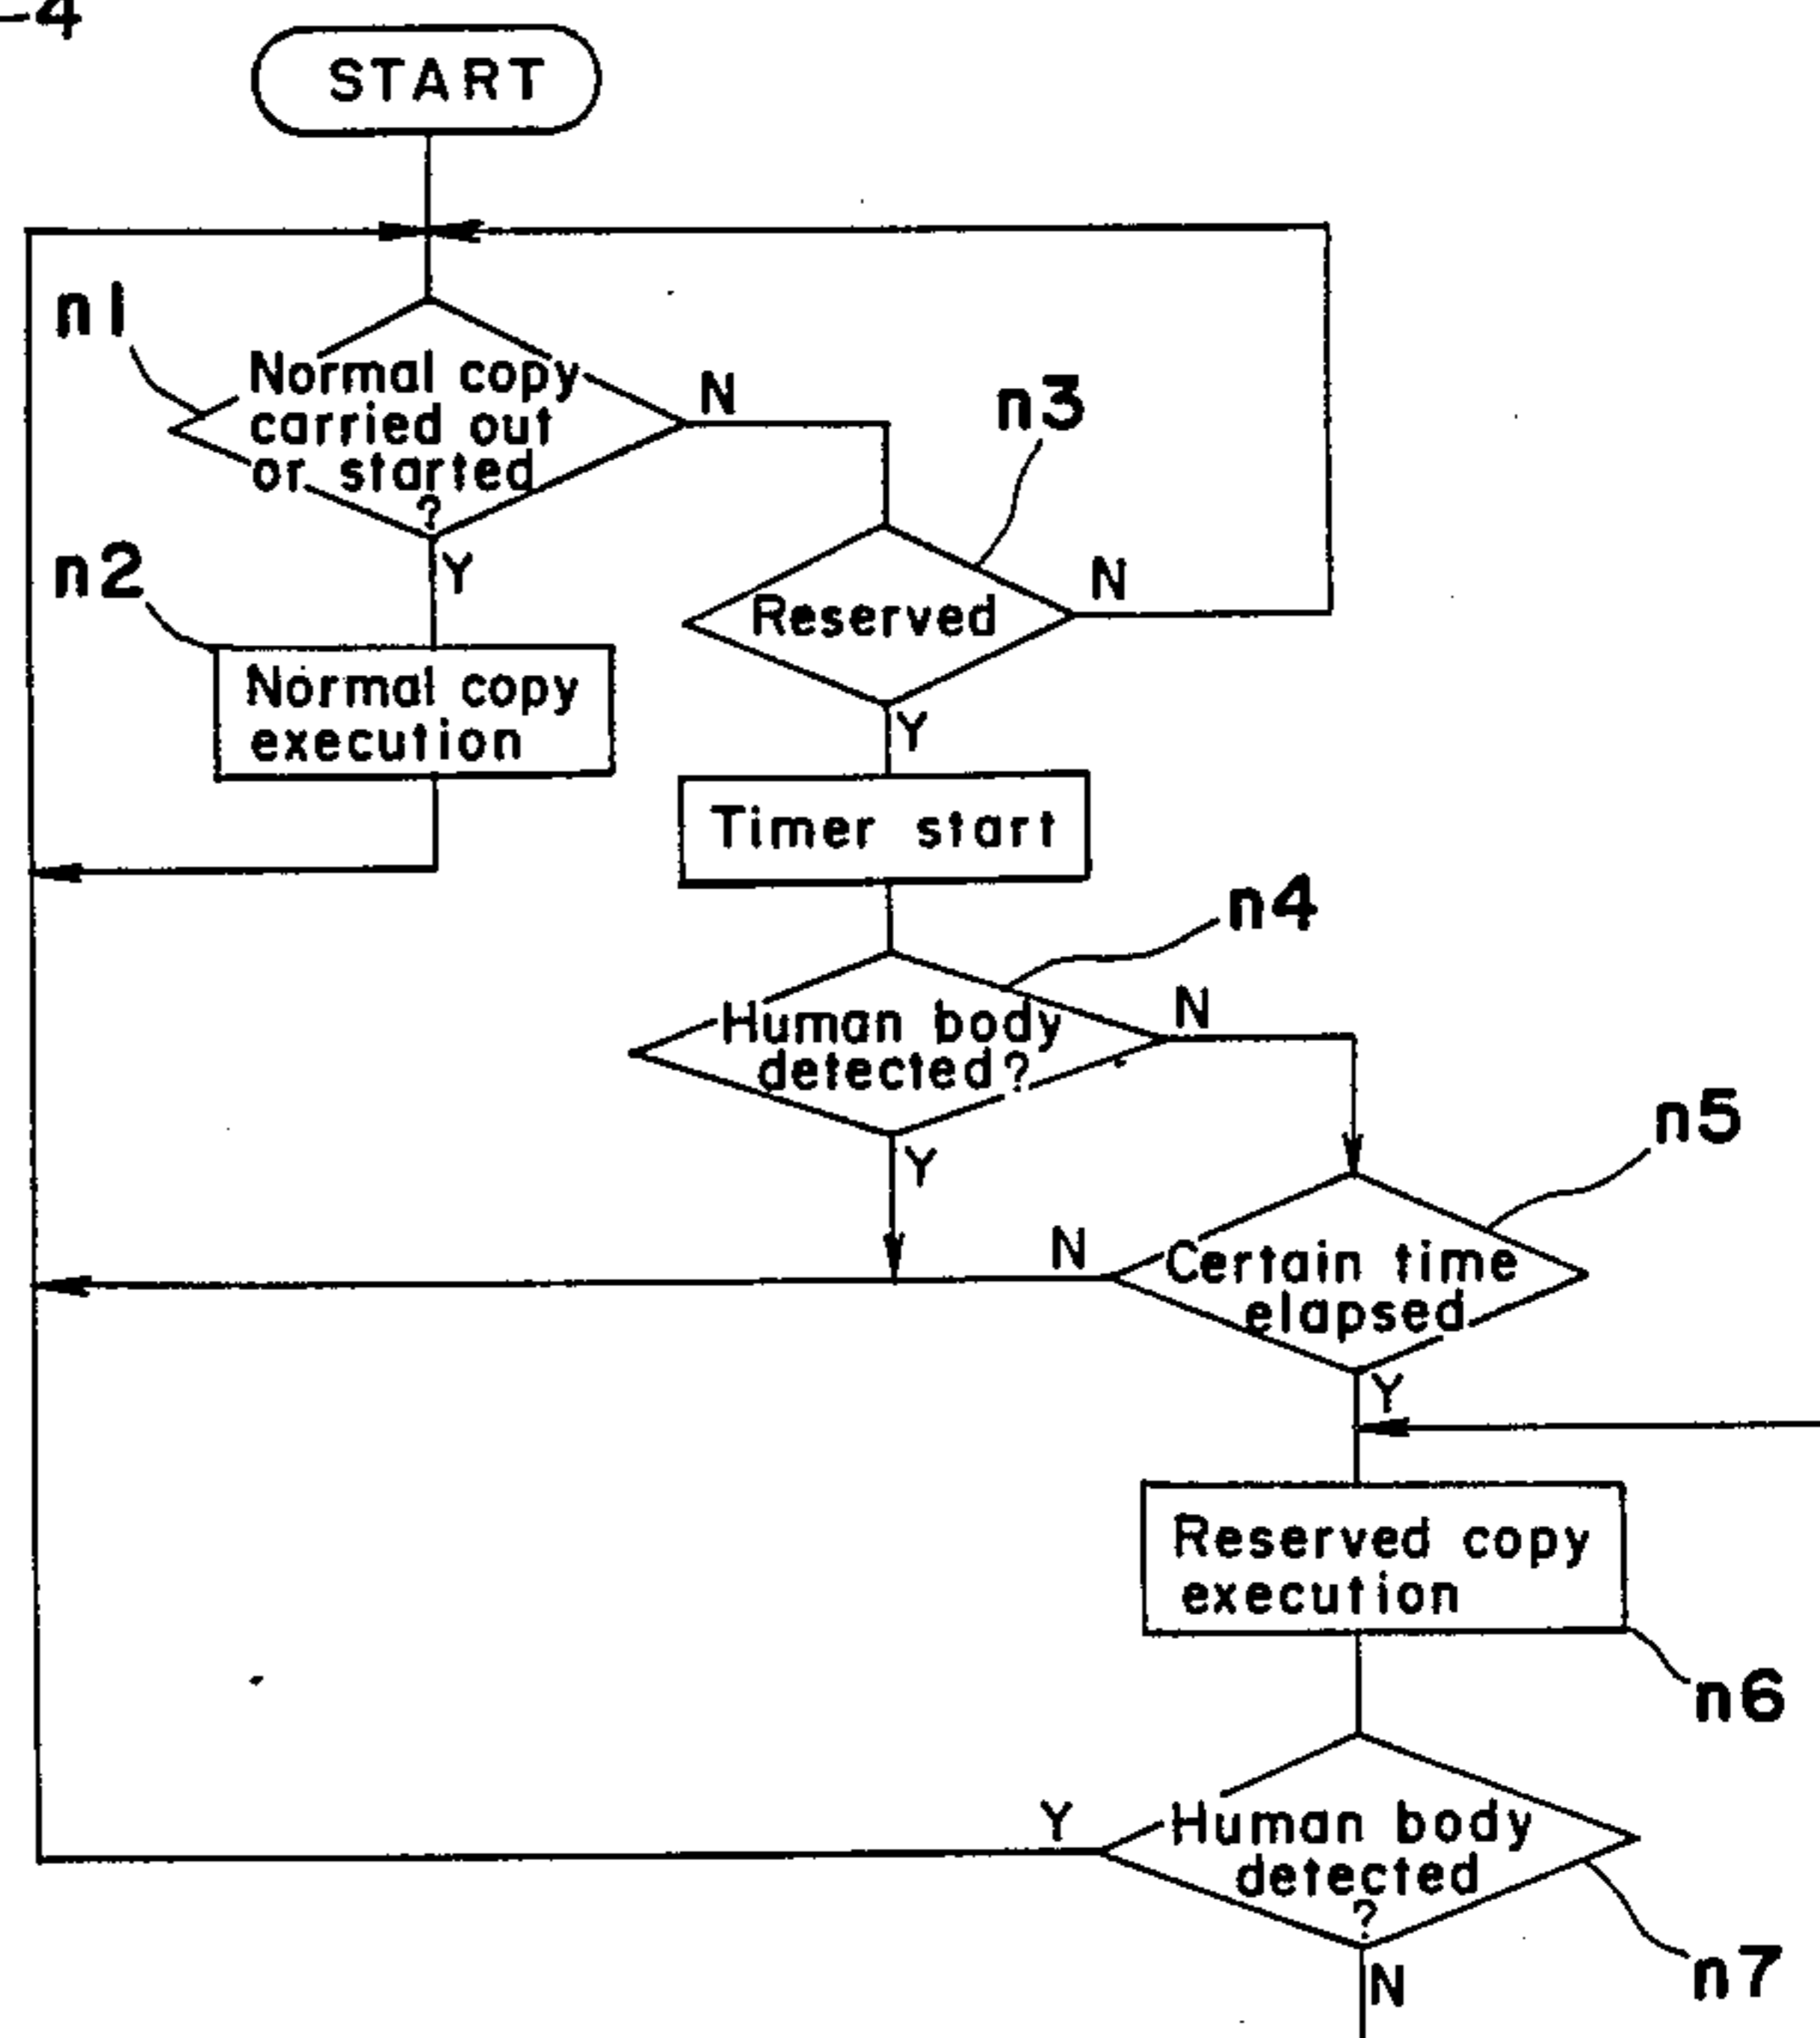 -4
START
n1
Normal copy
carried out
or started
?
N
Y
n3
n2
Reserved
N
Y
Normal copy
execution
Timer start
n4
Human body
detected?
N
Y
n5
N
Certain time
elapsed
Y
Reserved copy
execution
n6
Y
Human body
detected
?
n7
N